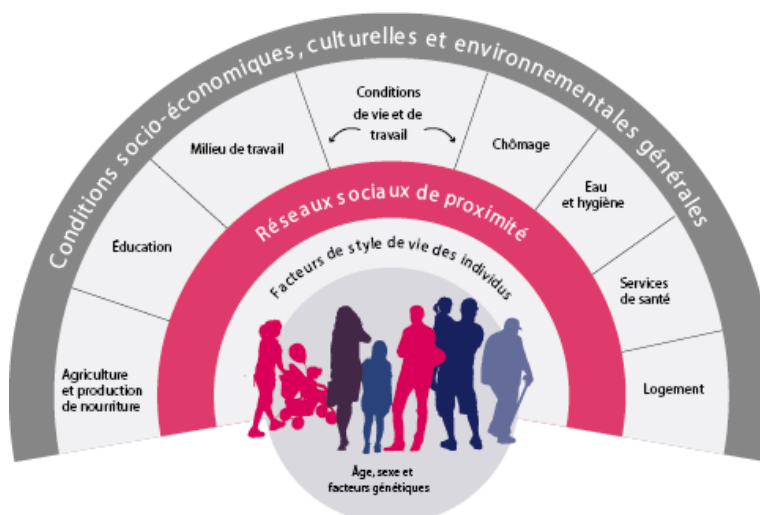 Conditions socio-économiques, culturelles et environnementales générales
Conditions
de vie et de
travail
Milieu de travail
Chômage
Éducation
Eau
et hygiène
Agriculture
et production
de nourriture
Services
de santé
Logement
Réseaux sociaux de proximité
Facteurs de style de vie des individus
Âge, sexe et
facteurs génétiques